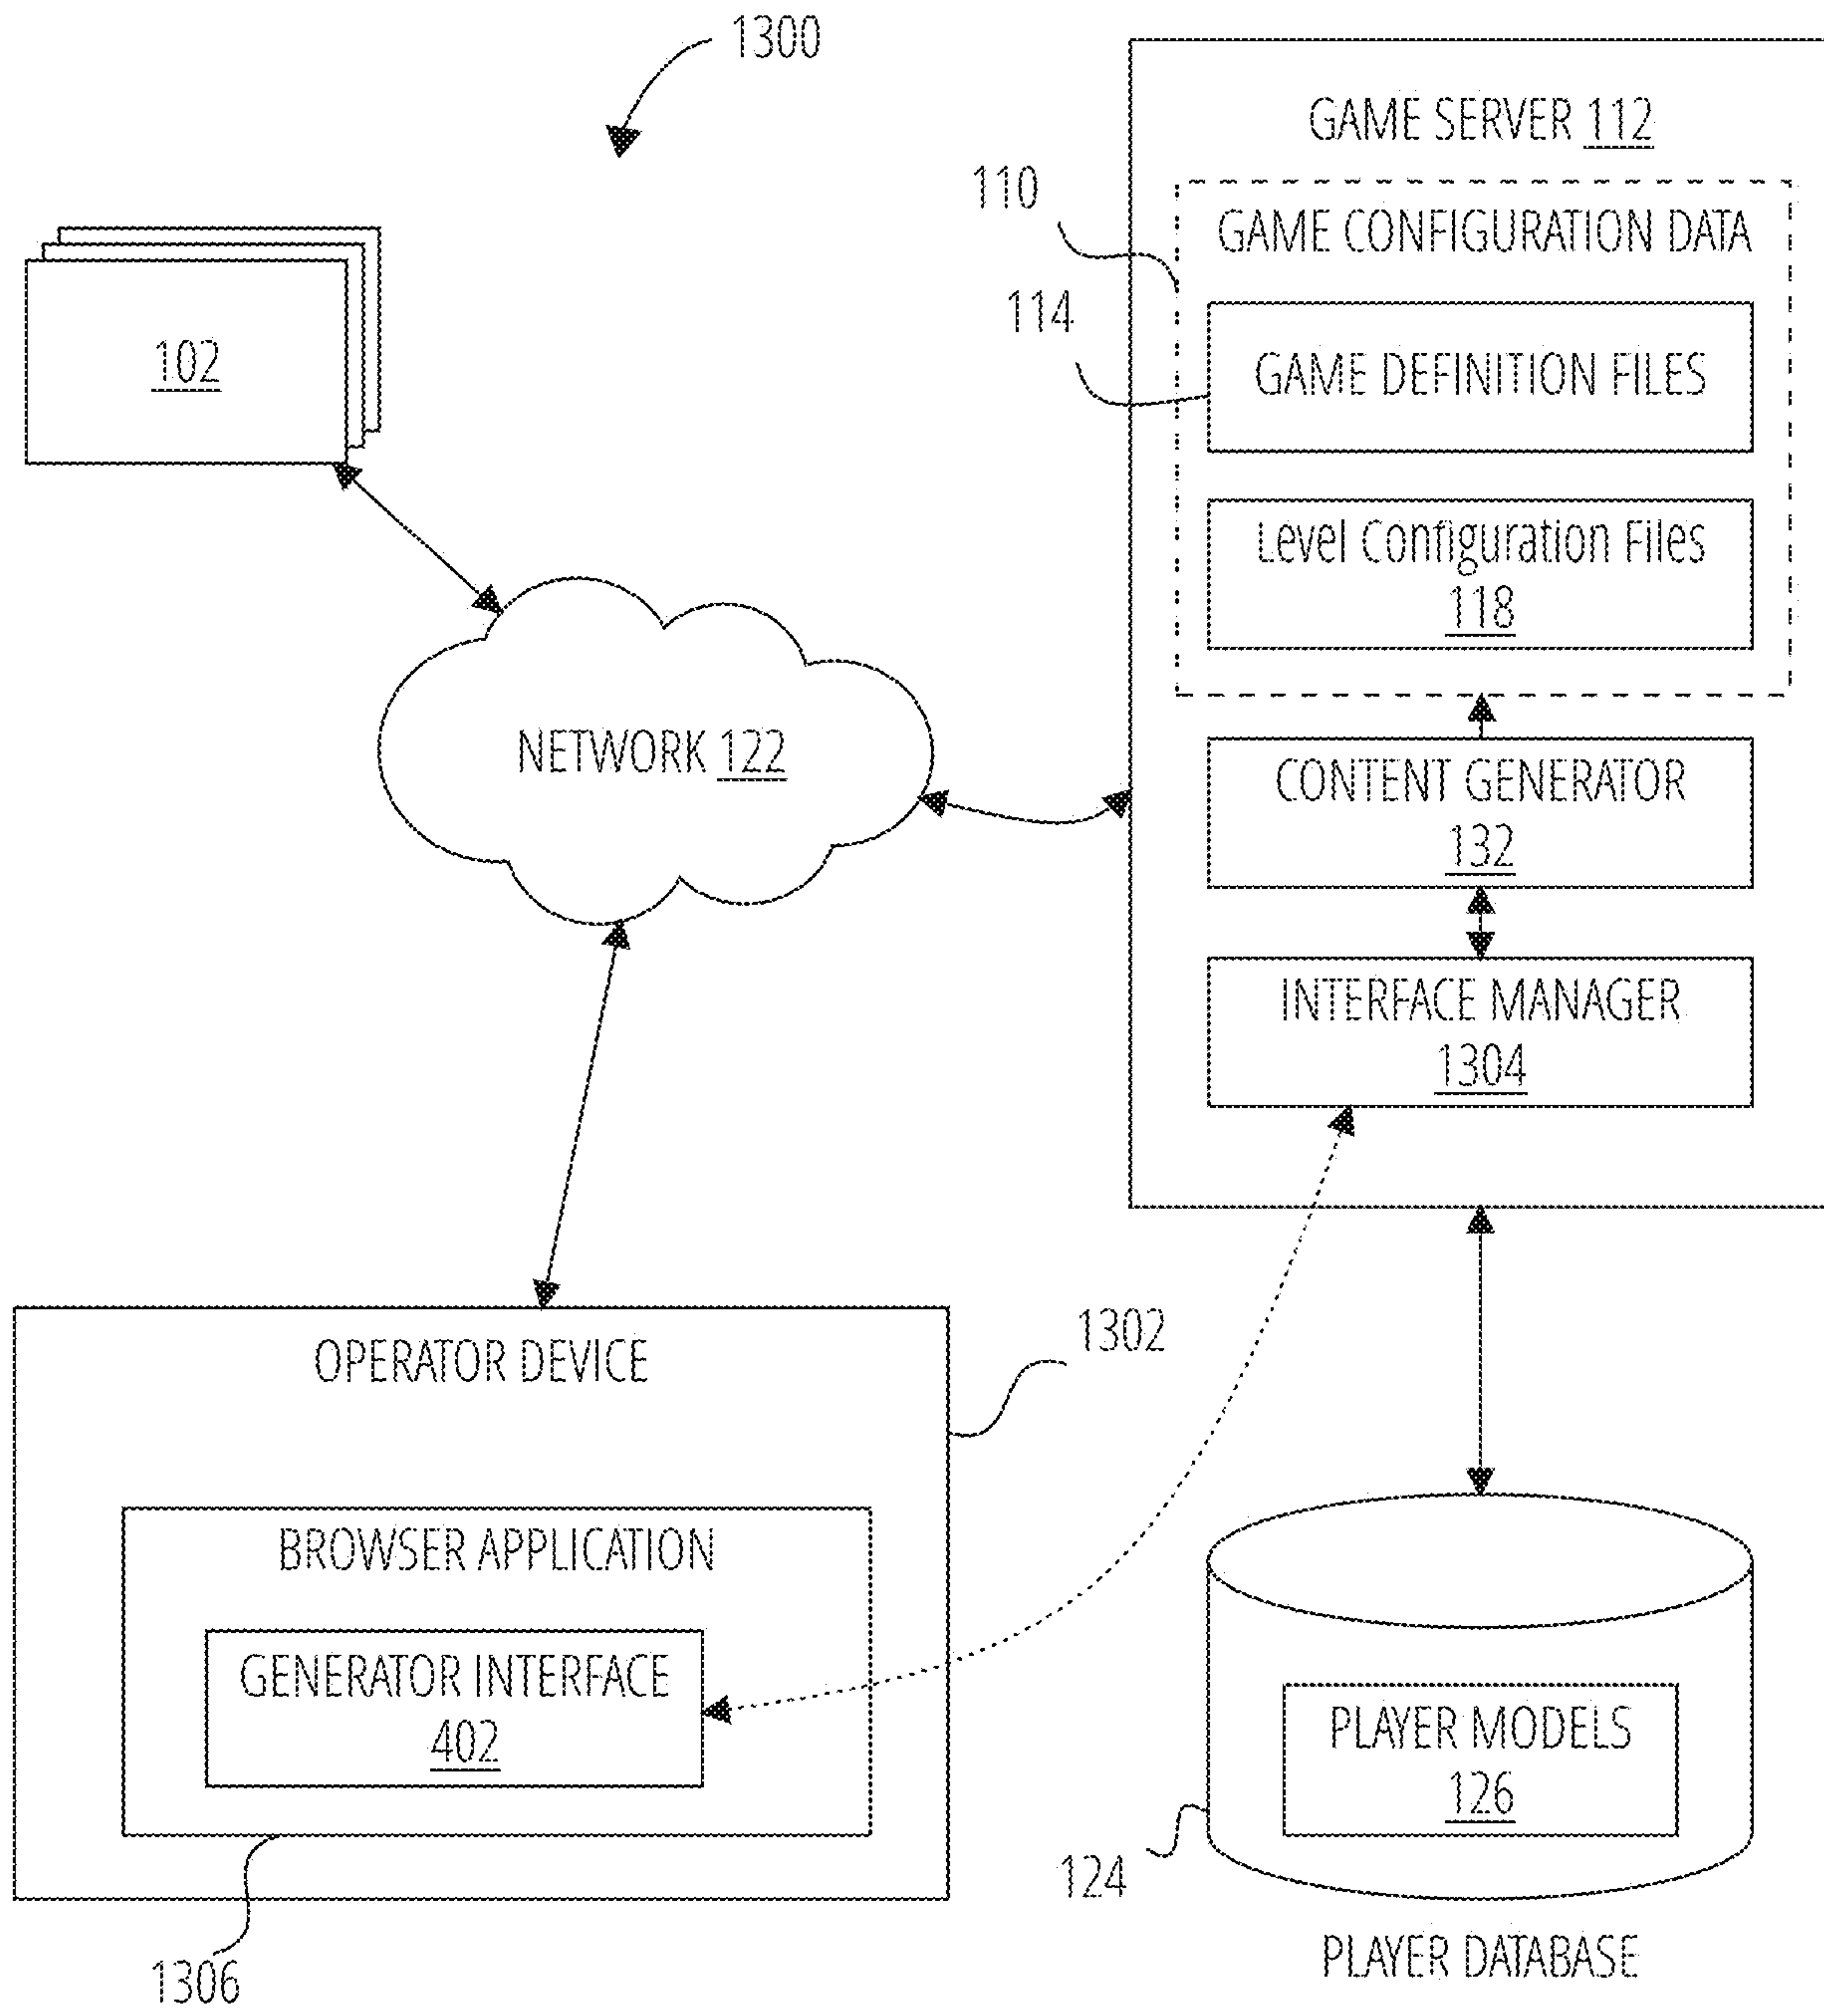 1300
GAME SERVER 112
110
GAME CONFIGURATION DATA
114
GAME DEFINITION FILES
102
Level Configuration Files
118
NETWORK 122
CONTENT GENERATOR
132
INTERFACE MANAGER
1304
OPERATOR DEVICE
1302
BROWSER APPLICATION
GENERATOR INTERFACE
402
1306
PLAYER MODELS
126
124
PLAYER DATABASE